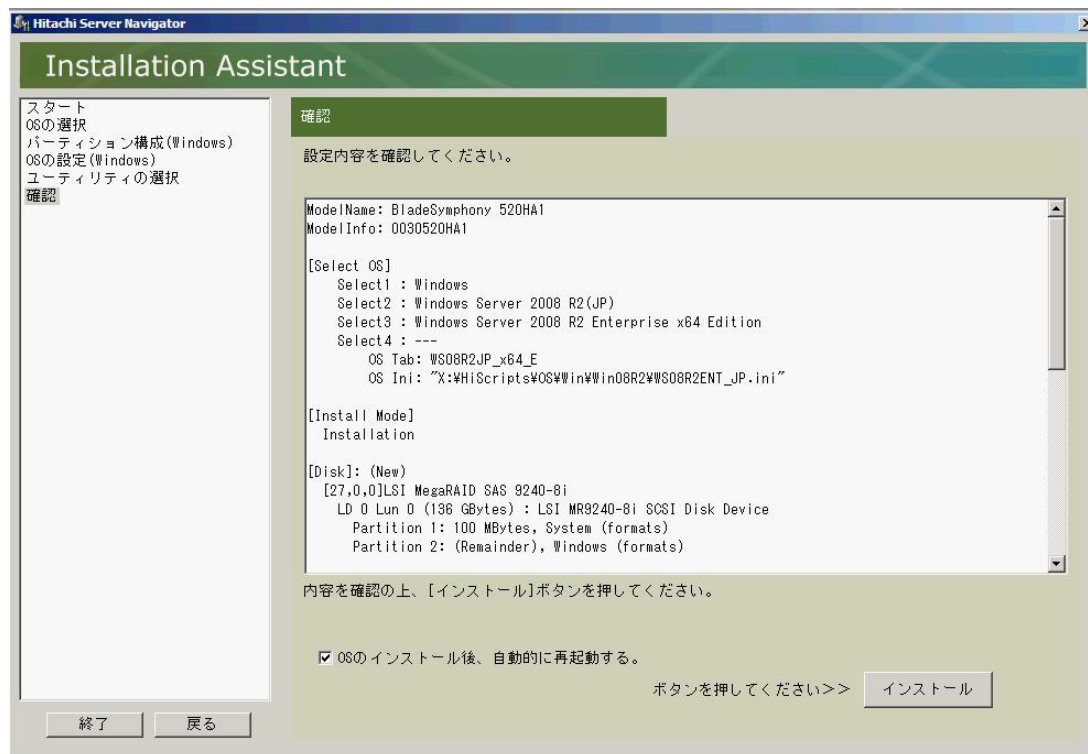 Hitachi Server Navigator
Installation Assistant
スタート
OSの選択
パーティション構成(Windows)
OSの設定(Windows)
ユーティリティの選択
確認
確認
設定内容を確認してください。
ModelName: BladeSymphony 520HA1
ModelInfo: 0030520HA1
[Select OS]
Select1 : Windows
Select2 : Windows Server 2008 R2(JP)
Select3 : Windows Server 2008 R2 Enterprise x64 Edition
Select4 : ---
OS Tab: WS08R2JP_x64_E
OS Ini: "X:¥HiScripts¥OS¥Win¥Win08R2¥WS08R2ENT_JP.ini"
[Install Mode]
Installation
[Disk]: (New)
[27,0,0]LSI MegaRAID SAS 9240-8i
LD 0 Lun 0 (136 GBytes) : LSI MR9240-8i SCSI Disk Device
Partition 1: 100 MBytes, System (formats)
Partition 2: (Remainder), Windows (formats)
内容を確認の上、[インストール]ボタンを押してください。
OSのインストール後、自動的に再起動する。
ボタンを押してください>> インストール
終了 戻る